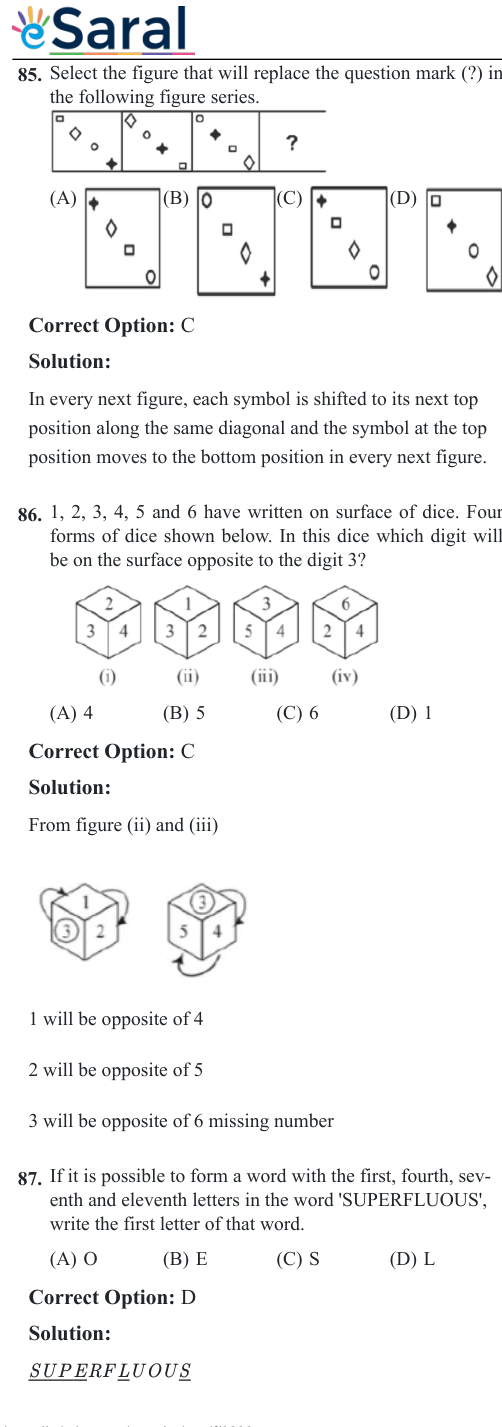 eSaral
85. Select the figure that will replace the question mark (?) in
the following figure series.
?
(A) (B) (C) (D)
Correct Option: C
Solution:
In every next figure, each symbol is shifted to its next top
position along the same diagonal and the symbol at the top
position moves to the bottom position in every next figure.
86. 1, 2, 3, 4, 5 and 6 have written on surface of dice. Four
forms of dice shown below. In this dice which digit will
be on the surface opposite to the digit 3?
2 1 3 6
3 4 3 2 5 4 2 4
(i) (ii) (iii) (iv)
(A) 4 (B) 5 (C) 6 (D) 1
Correct Option: C
Solution:
From figure (ii) and (iii)
1 3
3 2 5 4
1 will be opposite of 4
2 will be opposite of 5
3 will be opposite of 6 missing number
87. If it is possible to form a word with the first, fourth, sev-
enth and eleventh letters in the word 'SUPERFLUOUS',
write the first letter of that word.
(A) O (B) E (C) S (D) L
Correct Option: D
Solution:
SUPERFLUOUS